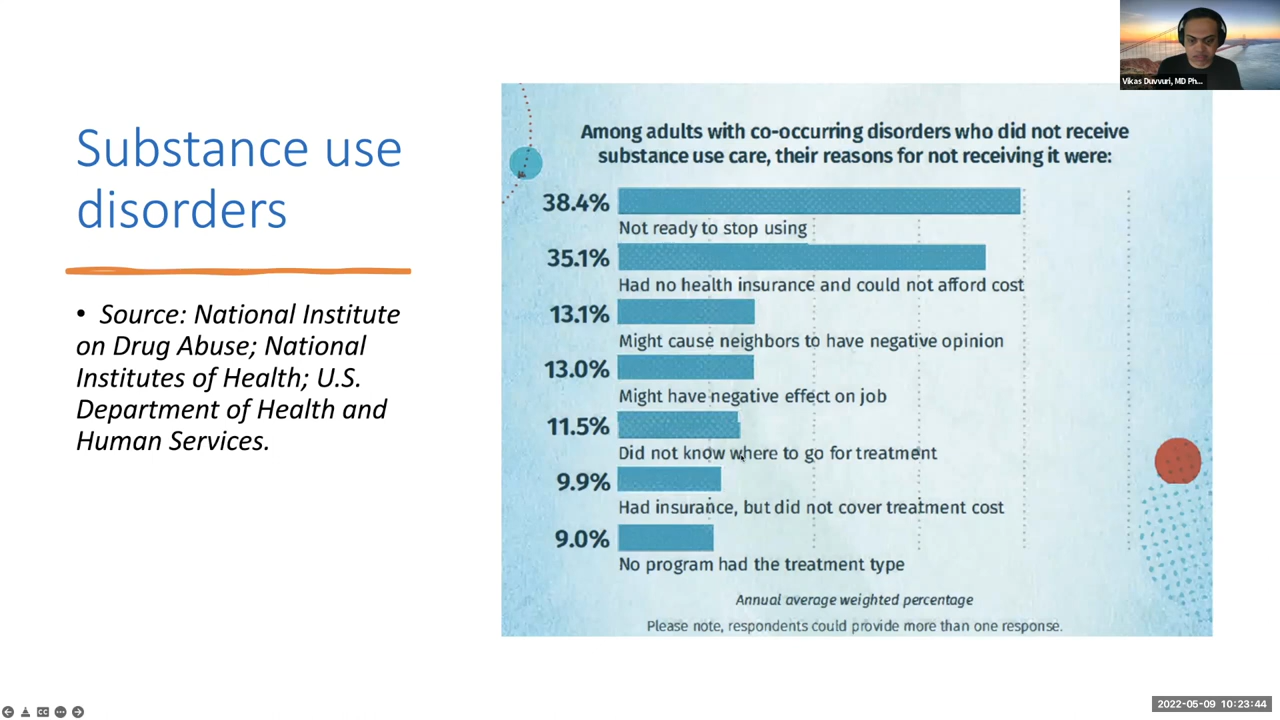 Vikas Duvvuri, MD Ph...
Substance use
disorders
• Source: National Institute
on Drug Abuse; National
Institutes of Health; U.S.
Department of Health and
Human Services.
Among adults with co-occurring disorders who did not receive
substance use care, their reasons for not receiving it were:
38.4%
Not ready to stop using
35.1%
Had no health insurance and could not afford cost
13.1%
Might cause neighbors to have negative opinion
13.0%
Might have negative effect on job
11.5%
Did not know where to go for treatment
9.9%
Had insurance, but did not cover treatment cost
9.0%
No program had the treatment type
Annual average weighted percentage
Please note, respondents could provide more than one response.
CC
2022-05-09 10:23:44